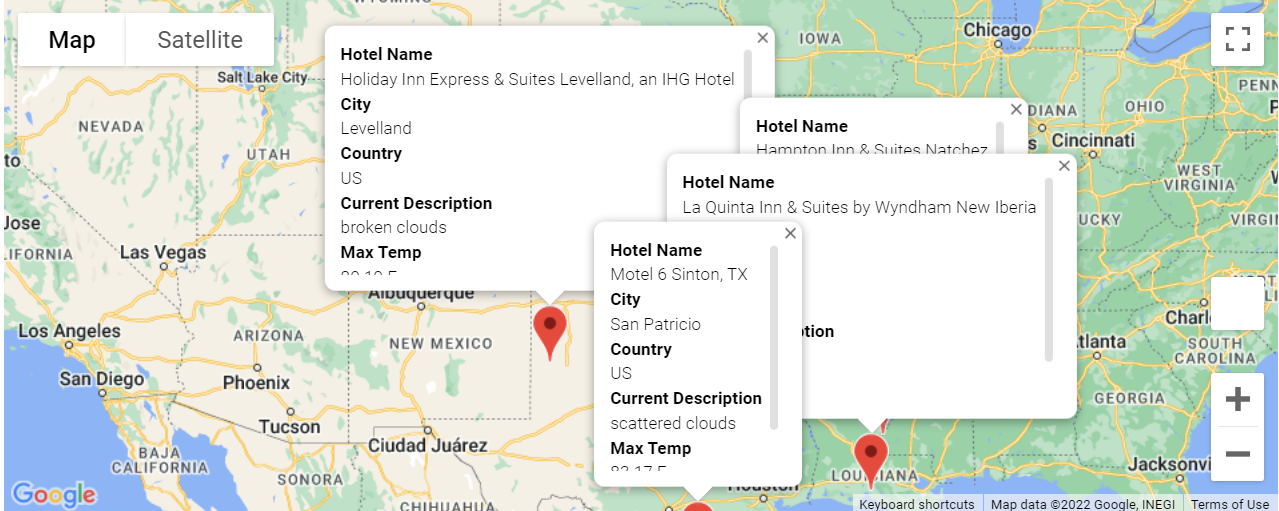 WYOMING
Map
Satellite
IOWA
Chicago
Salt Lake City
NEVADA
UTAH
Las Vegas
Jose
Los Angeles
San Diego
ARIZONA
Phoenix
Tucson
Albuquerque
NEW MEXICO
Ciudad Juárez
BAJA
CALIFORNIA
SONORA
CHIHUAHUA
Hotel Name
Holiday Inn Express & Suites Levelland, an IHG Hotel
City
Levelland
Country
US
Current Description
broken clouds
Max Temp
Hotel Name
Hampton Inn & Suites Natchez
Hotel Name
La Quinta Inn & Suites by Wyndham New Iberia
ption
Hotel Name
Motel 6 Sinton, TX
City
San Patricio
Country
US
Current Description
scattered clouds
Max Temp
DIANA
OHIO
PENN
Cincinnati
WEST
VIRGINIA
UCKY
VIRGIN
Charl
Atlanta
SOUTH
CAROLINA
GEORGIA
Jacksonvi
LOUISIANA
Houston
Google
Keyboard shortcuts
Map data ©2022 Google, INEGI
Terms of Use